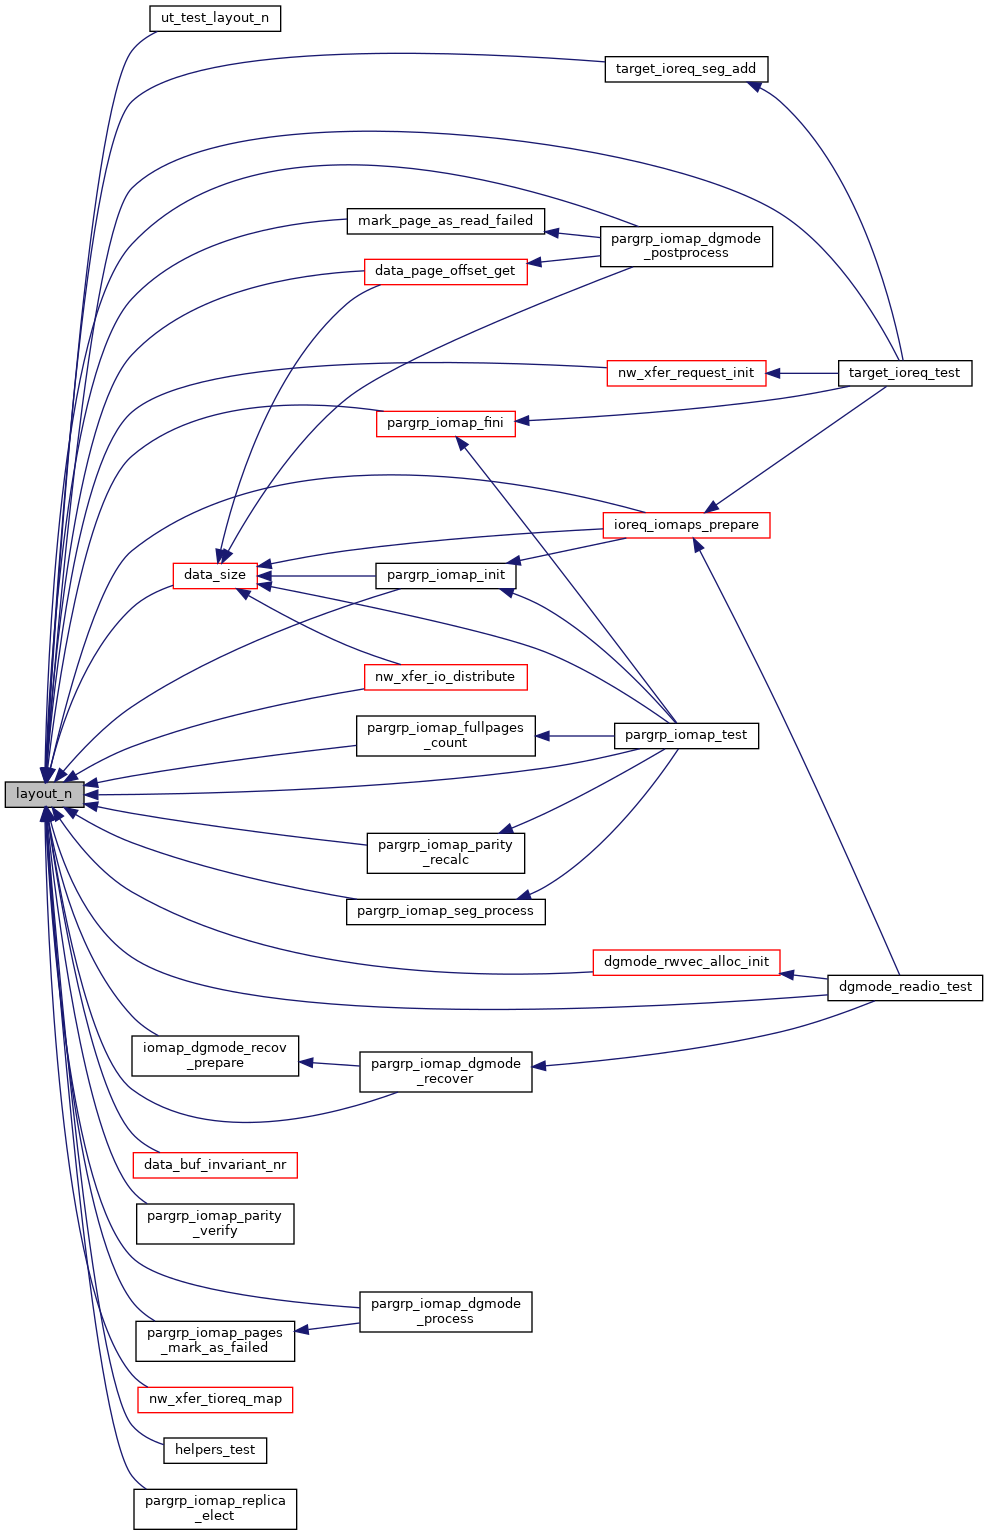 ut_test_layout_n
target_ioreq_seg_add
mark_page_as_read_failed
pargrp_iomap_dgmode
_postprocess
data_page_offset_get
nw_xfer_request_init
target_ioreq_test
pargrp_iomap_fini
ioreq_iomaps_prepare
data_size
pargrp_iomap_init
nw_xfer_io_distribute
pargrp_iomap_fullpages
_count
pargrp_iomap_test
layout_n
pargrp_iomap_parity
_recalc
pargrp_iomap_seg_process
dgmode_rwvec_alloc_init
dgmode_readio_test
iomap_dgmode_recov
_prepare
pargrp_iomap_dgmode
_recover
data_buf_invariant_nr
pargrp_iomap_parity
_verify
pargrp_iomap_dgmode
_process
pargrp_iomap_pages
_mark_as_failed
nw_xfer_tioreq_map
helpers_test
pargrp_iomap_replica
_elect